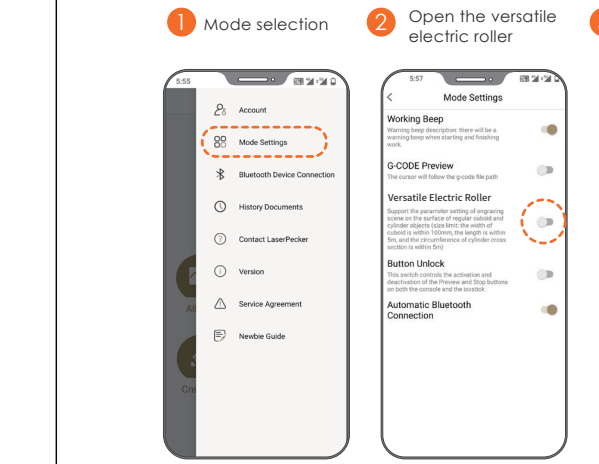 1 Mode selection
2 Open the versatile
electric roller
5:55
Account
Mode Settings
Bluetooth Device Connection
History Documents
Contact LaserPecker
Version
Service Agreement
Newbie Guide
All
Cre
5:57
Mode Settings
Working Beep
Warning beep description: there will be a
warning beep when starting and finishing
work.
G-CODE Preview
The cursor will follow the g-code file path
Versatile Electric Roller
Support the parameter setting of engraving
scene on the surface of regular cuboid and
cylinder objects (size limit: the width of
cuboid is within 100mm, the length is within
5m, and the circumference of cylinder cross
section is within 5m)
Button Unlock
This switch controls the activation and
deactivation of the Preview and Stop buttons
on both the console and the joystick
Automatic Bluetooth
Connection